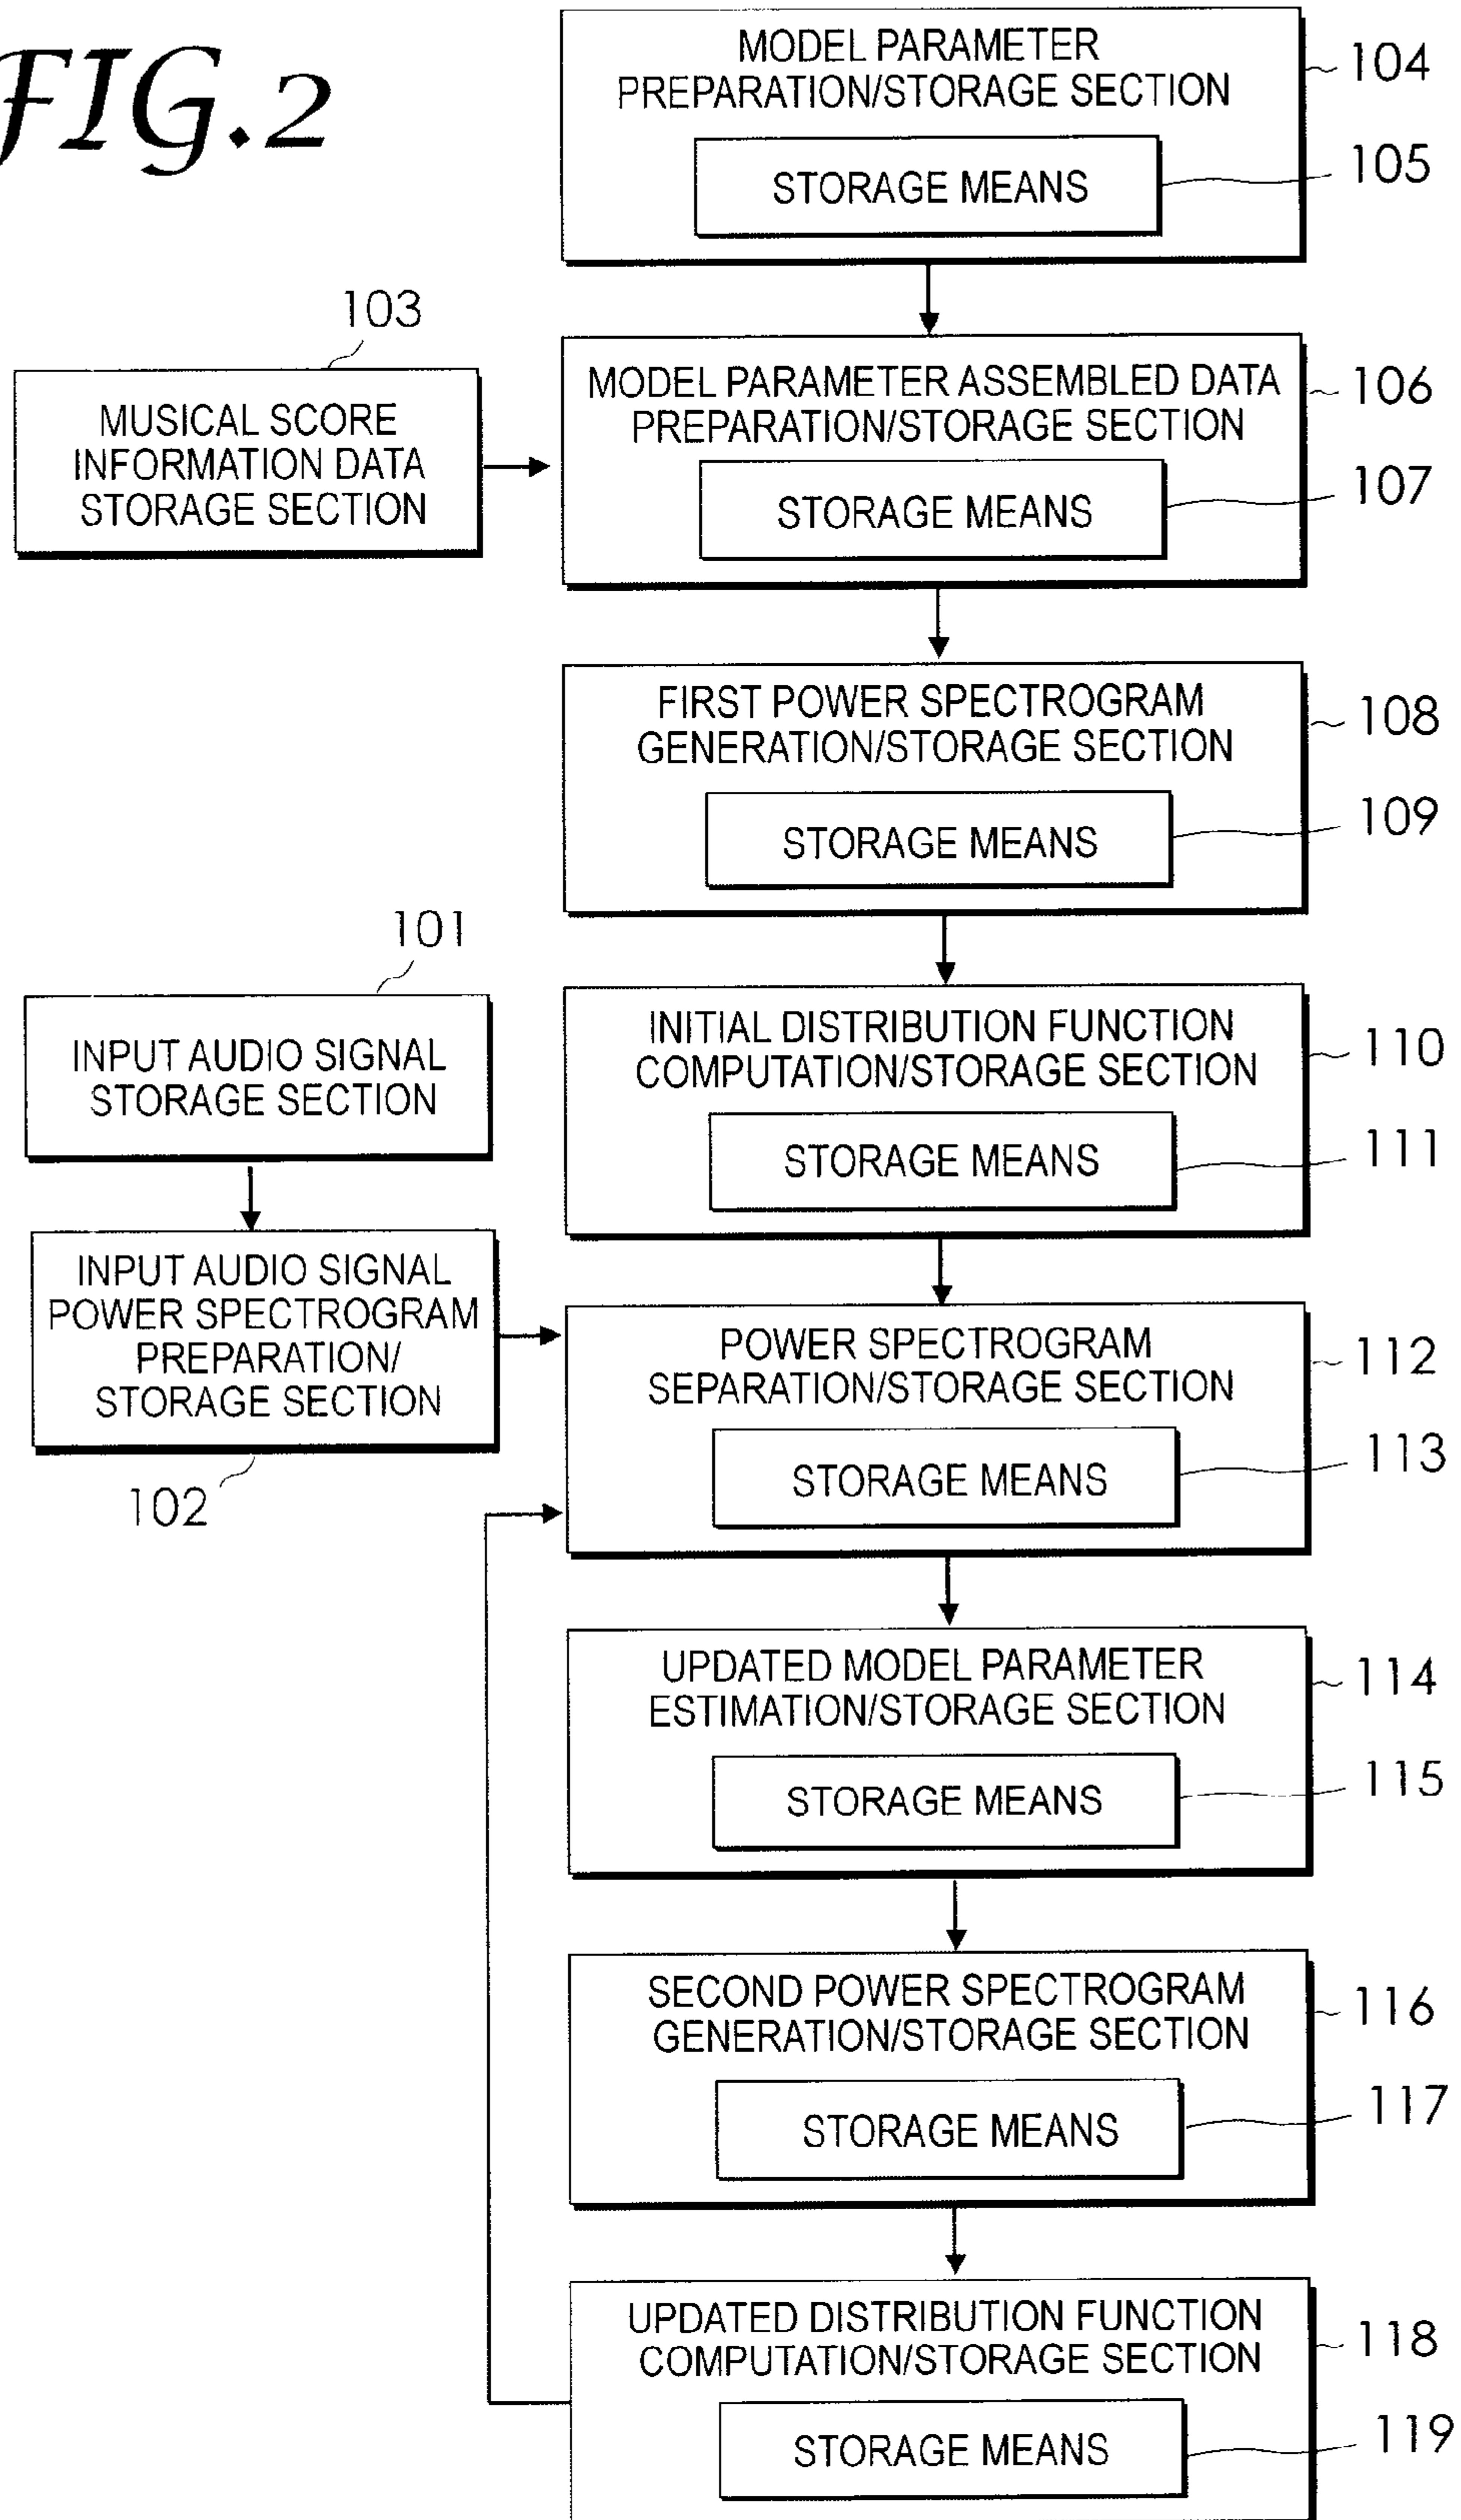 FIG.2
MODEL PARAMETER
PREPARATION/STORAGE SECTION
104
STORAGE MEANS
105
103
MUSICAL SCORE
INFORMATION DATA
STORAGE SECTION
MODEL PARAMETER ASSEMBLED DATA
PREPARATION/STORAGE SECTION
106
STORAGE MEANS
107
FIRST POWER SPECTROGRAM
GENERATION/STORAGE SECTION
108
STORAGE MEANS
109
101
INPUT AUDIO SIGNAL
STORAGE SECTION
INITIAL DISTRIBUTION FUNCTION
COMPUTATION/STORAGE SECTION
110
STORAGE MEANS
111
INPUT AUDIO SIGNAL
POWER SPECTROGRAM
PREPARATION/
STORAGE SECTION
102
POWER SPECTROGRAM
SEPARATION/STORAGE SECTION
112
STORAGE MEANS
113
UPDATED MODEL PARAMETER
ESTIMATION/STORAGE SECTION
114
STORAGE MEANS
115
SECOND POWER SPECTROGRAM
GENERATION/STORAGE SECTION
116
STORAGE MEANS
117
UPDATED DISTRIBUTION FUNCTION
COMPUTATION/STORAGE SECTION
118
STORAGE MEANS
119